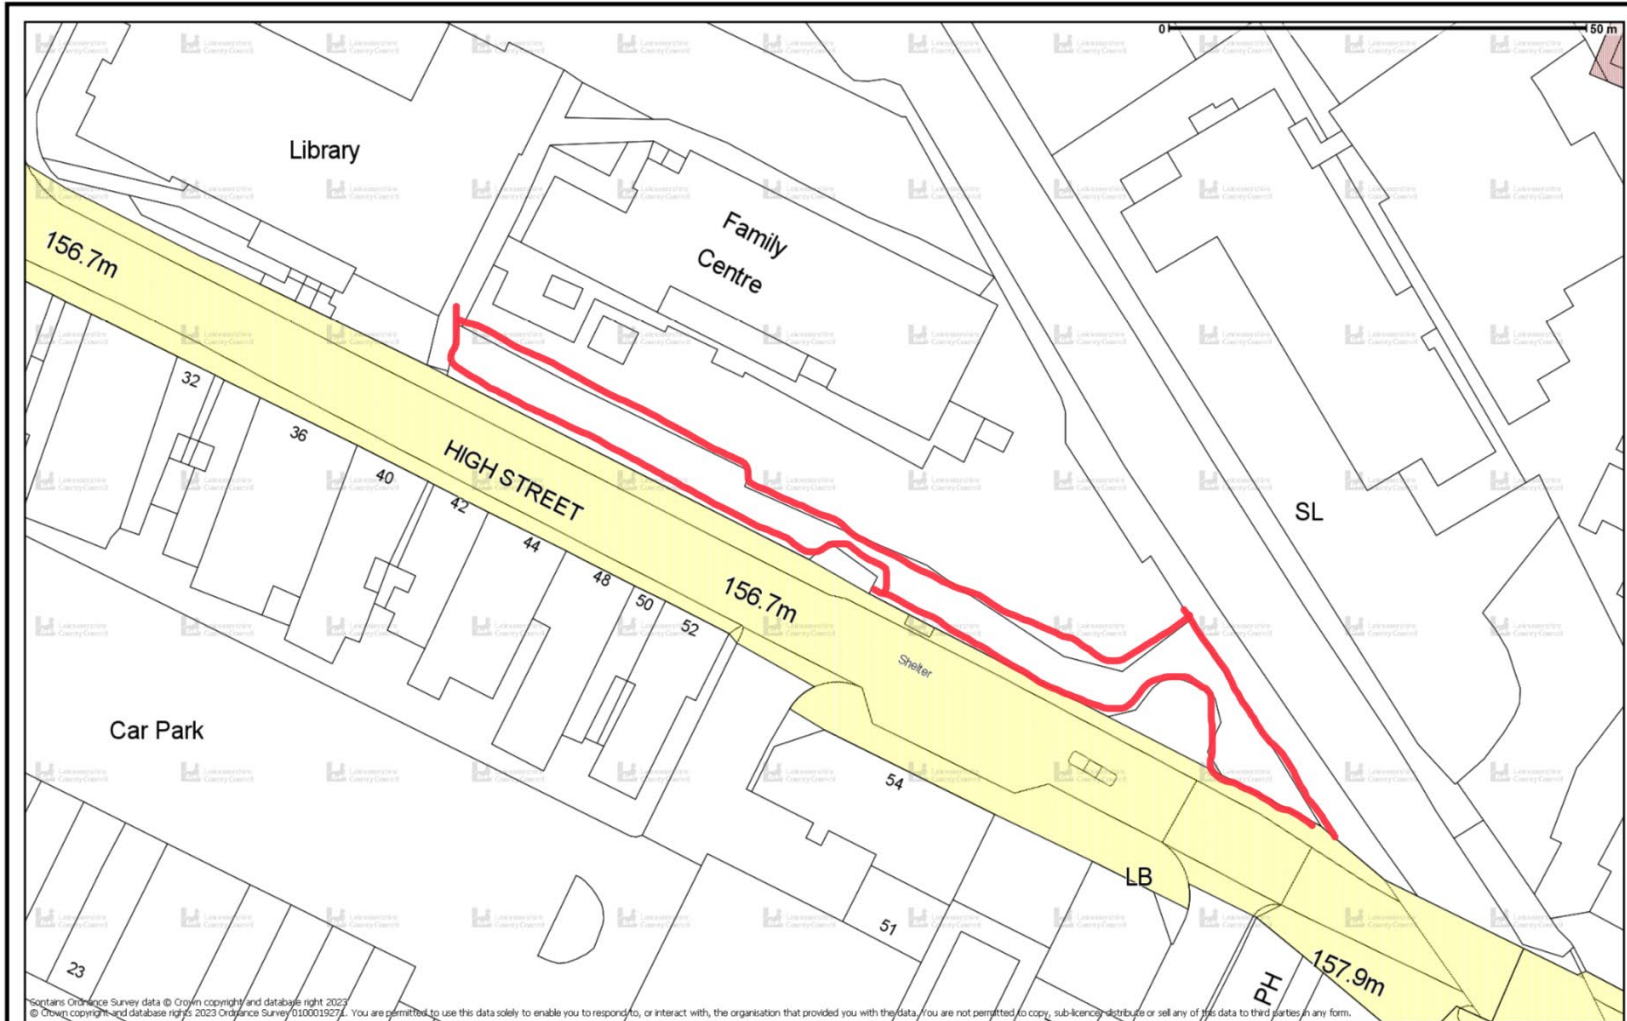 0 50 m
Library
Family
Centre
156.7m
32
36
40
HIGH STREET
42
44
48
50
52
156.7m
Shelter
SL
Car Park
54
LB
51
23
PH
157.9m
Leicestershire
County Council
Contains Ordnance Survey data © Crown copyright and database right 2023
© Crown copyright and database rights 2023 Ordnance Survey 0100019271. You are permitted to use this data solely to enable you to respond to, or interact with, the organisation that provided you with the data. You are not permitted to copy, sub-licence, distribute or sell any of this data to third parties in any form.